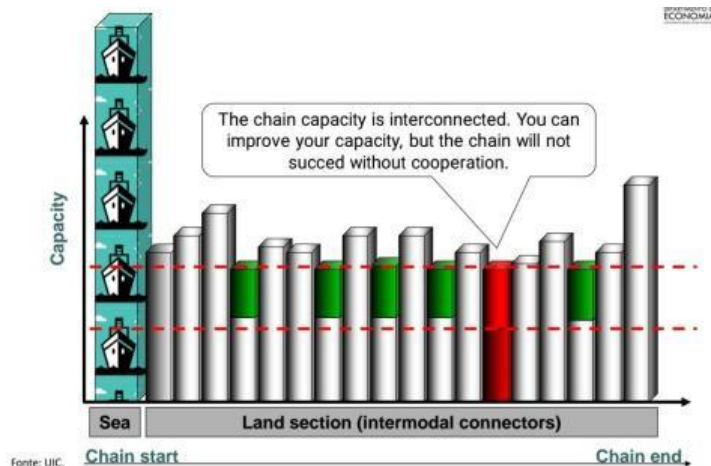 ECONOMIA
The chain capacity is interconnected. You can
improve your capacity, but the chain will not
succed without cooperation.
Capacity
Sea
Land section (intermodal connectors)
Fonte: UIC.
Chain start
Chain end